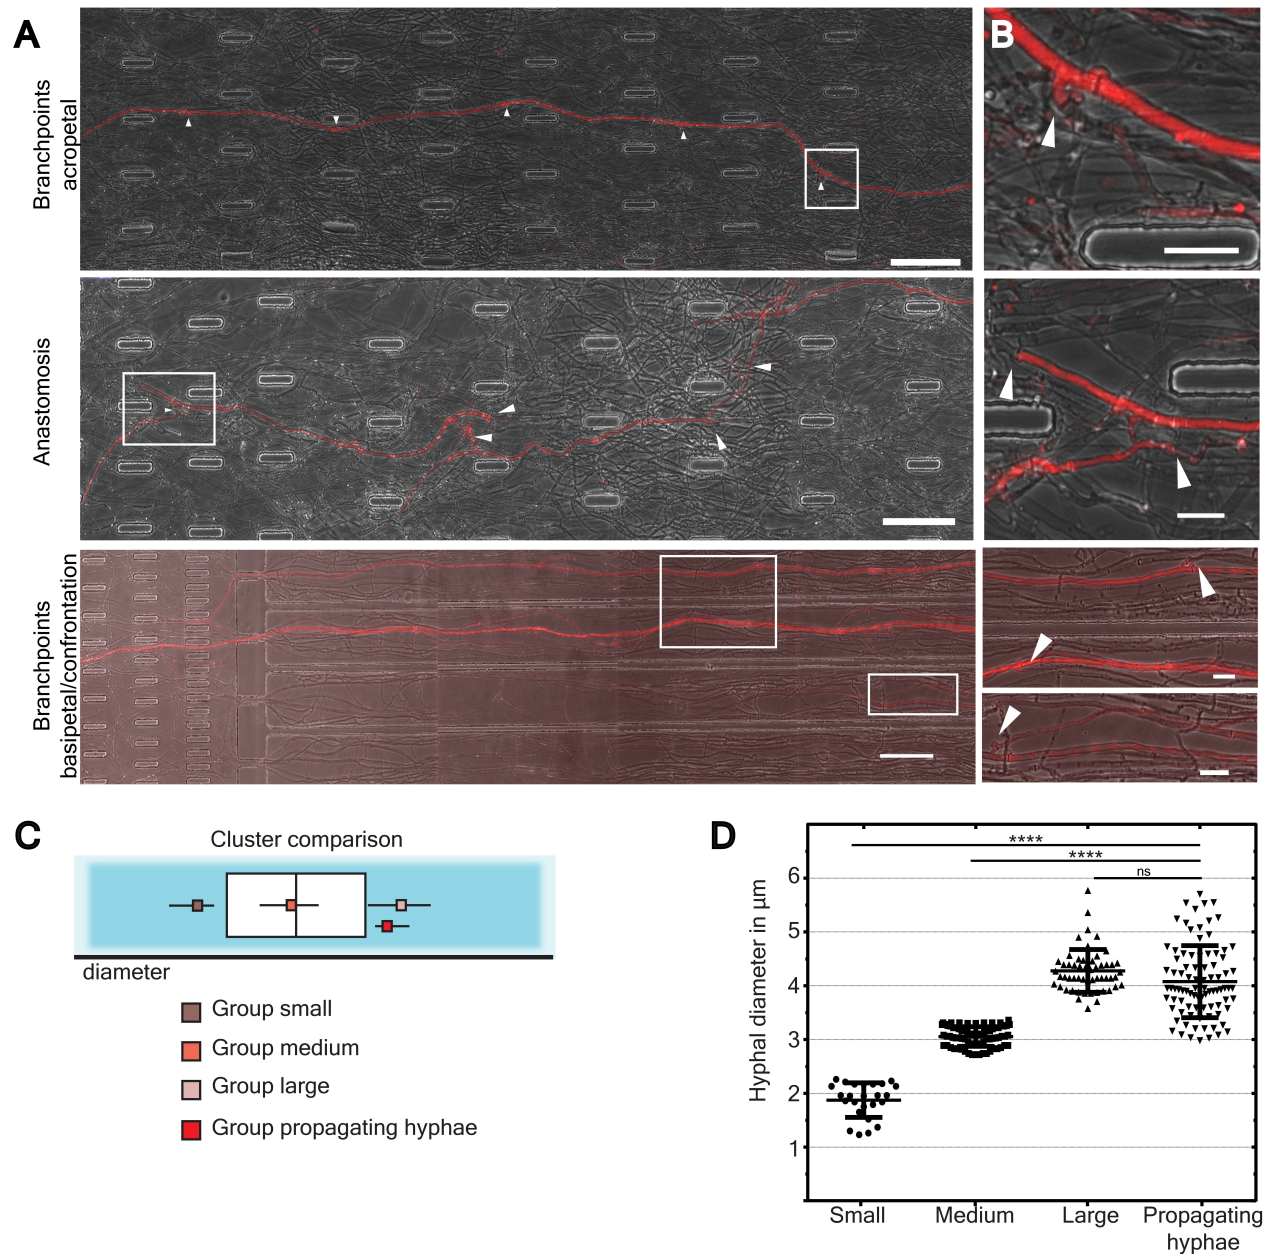 A
B
Branchpoints
acropetal
Anastomosis
Branchpoints
basipetal/confrontation
C
Cluster comparison
diameter
Group small
Group medium
Group large
Group propagating hyphae
D
Hyphal diameter in µm
****
****
ns
6
5
4
3
2
1
Small
Medium
Large
Propagating
hyphae